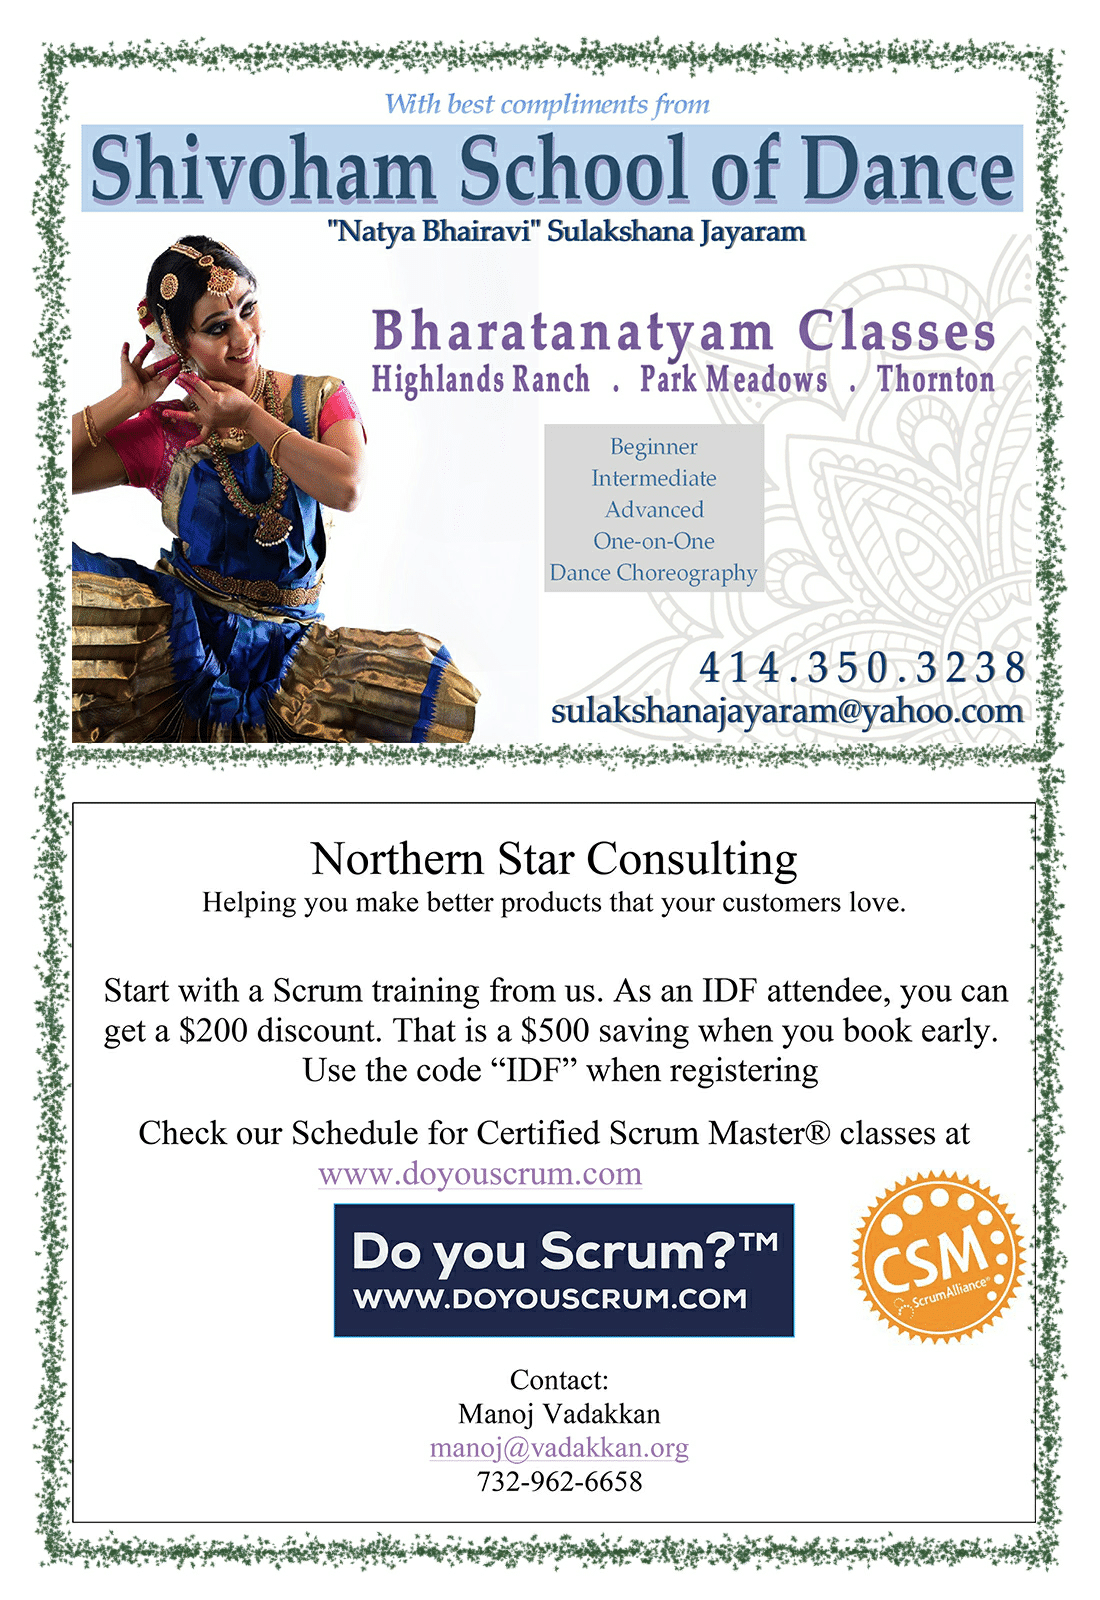 With best compliments from
Shivoham School of Dance
"Natya Bhairavi" Sulakshana Jayaram
Bharatanatyam Classes
Highlands Ranch . Park Meadows . Thornton
Beginner
Intermediate
Advanced
One-on-One
Dance Choreography
414.350.3238
sulakshanajayaram@yahoo.com
Northern Star Consulting
Helping you make better products that your customers love.
Start with a Scrum training from us. As an IDF attendee, you can
get a $200 discount. That is a $500 saving when you book early.
Use the code “IDF” when registering
Check our Schedule for Certified Scrum Master® classes at
www.doyouscrum.com
Do you Scrum?™
WWW.DOYOUSCRUM.COM
CSM
ScrumAlliance®
Contact:
Manoj Vadakkan
manoj@vadakkan.org
732-962-6658